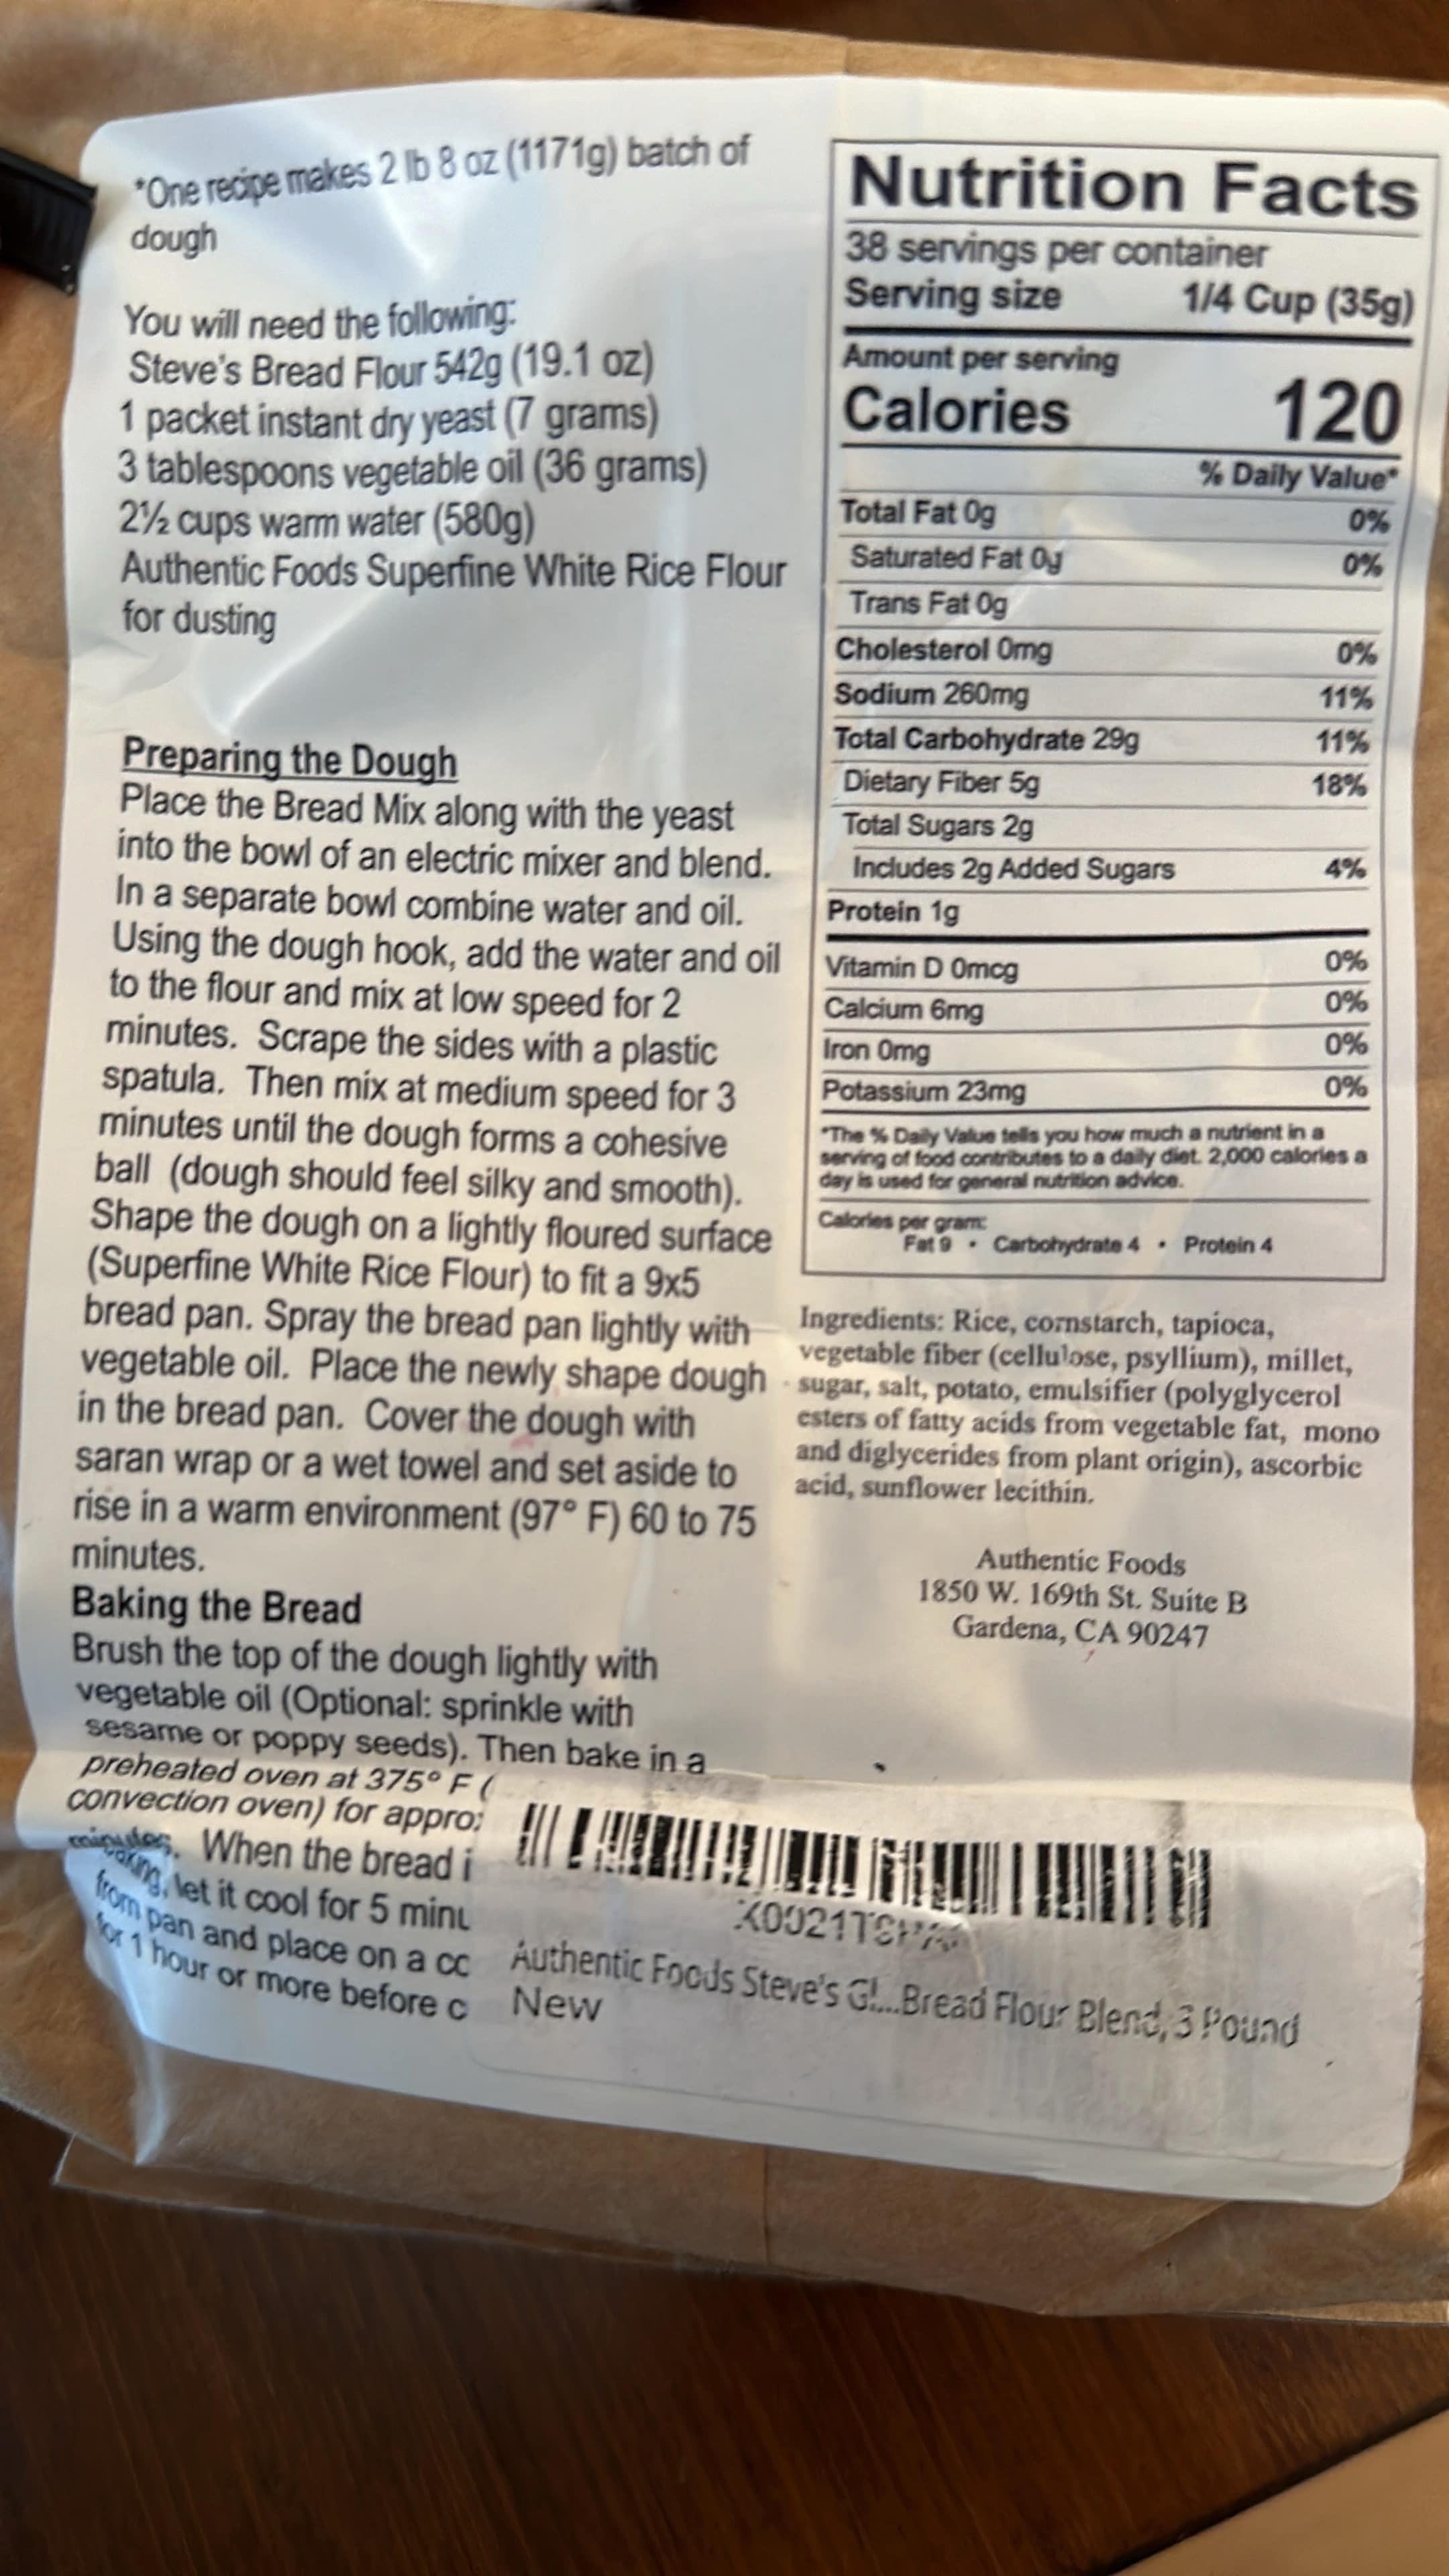 *One recipe makes 2 lb 8 oz (1171g) batch of
dough
You will need the following:
Steve's Bread Flour 542g (19.1 oz)
1 packet instant dry yeast (7 grams)
3 tablespoons vegetable oil (36 grams)
2½ cups warm water (580g)
Authentic Foods Superfine White Rice Flour
for dusting
Preparing the Dough
Place the Bread Mix along with the yeast
into the bowl of an electric mixer and blend.
In a separate bowl combine water and oil.
Using the dough hook, add the water and oil
to the flour and mix at low speed for 2
minutes. Scrape the sides with a plastic
spatula. Then mix at medium speed for 3
minutes until the dough forms a cohesive
ball (dough should feel silky and smooth).
Shape the dough on a lightly floured surface
(Superfine White Rice Flour) to fit a 9x5
bread pan. Spray the bread pan lightly with
vegetable oil. Place the newly shape dough
in the bread pan. Cover the dough with
saran wrap or a wet towel and set aside to
rise in a warm environment (97° F) 60 to 75
minutes.
Baking the Bread
Brush the top of the dough lightly with
vegetable oil (Optional: sprinkle with
sesame or poppy seeds). Then bake in a
preheated oven at 375° F (
convection oven) for
minutes. When the bread
baking, let it cool for 5
from pan and place on a
for 1 hour or more before
Nutrition Facts
38 servings per container
Serving size 1/4 Cup (35g)
Amount per serving
Calories 120
% Daily Value*
Total Fat 0g 0%
Saturated Fat 0g 0%
Trans Fat 0g
Cholesterol 0mg 0%
Sodium 260mg 11%
Total Carbohydrate 29g 11%
Dietary Fiber 5g 18%
Total Sugars 2g
Includes 2g Added Sugars 4%
Protein 1g
Vitamin D 0mcg 0%
Calcium 6mg 0%
Iron 0mg 0%
Potassium 23mg 0%
*The % Daily Value tells you how much a nutrient in a
serving of food contributes to a daily diet. 2,000 calories a
day is used for general nutrition advice.
Calories per gram:
Fat 9 • Carbohydrate 4 • Protein 4
Ingredients: Rice, cornstarch, tapioca,
vegetable fiber (cellulose, psyllium), millet,
sugar, salt, potato, emulsifier (polyglycerol
esters of fatty acids from vegetable fat, mono
and diglycerides from plant origin), ascorbic
acid, sunflower lecithin.
Authentic Foods
1850 W. 169th St. Suite B
Gardena, CA 90247
Authentic Foods Steve's Gl...Bread Flour Blend, 3 Pound
New